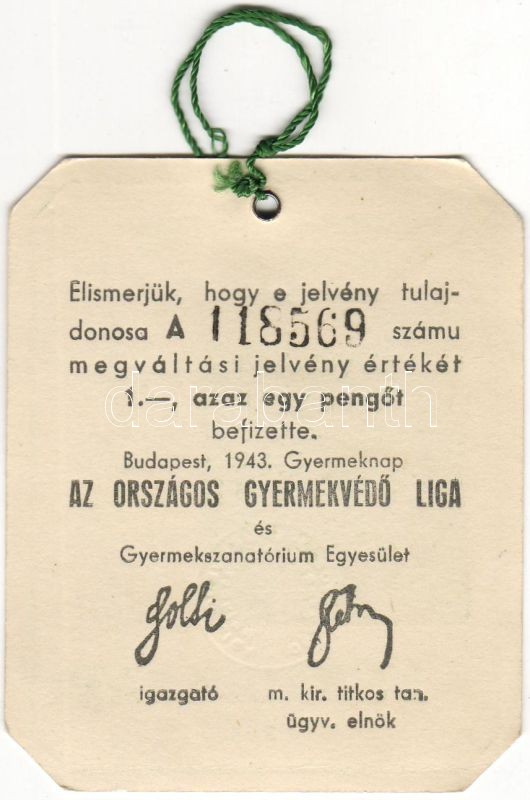 Elismerjük, hogy e jelvény tulaj-
donosa A 118569 számu
megváltási jelvény értékét
1.—, azaz egy pengőt
befizette.
Budapest, 1943. Gyermeknap
AZ ORSZÁGOS GYERMEKVÉDŐ LIGA
és
Gyermekszanatórium Egyesület
igazgató m. kir. titkos tan.
ügyv. elnök
darabanth